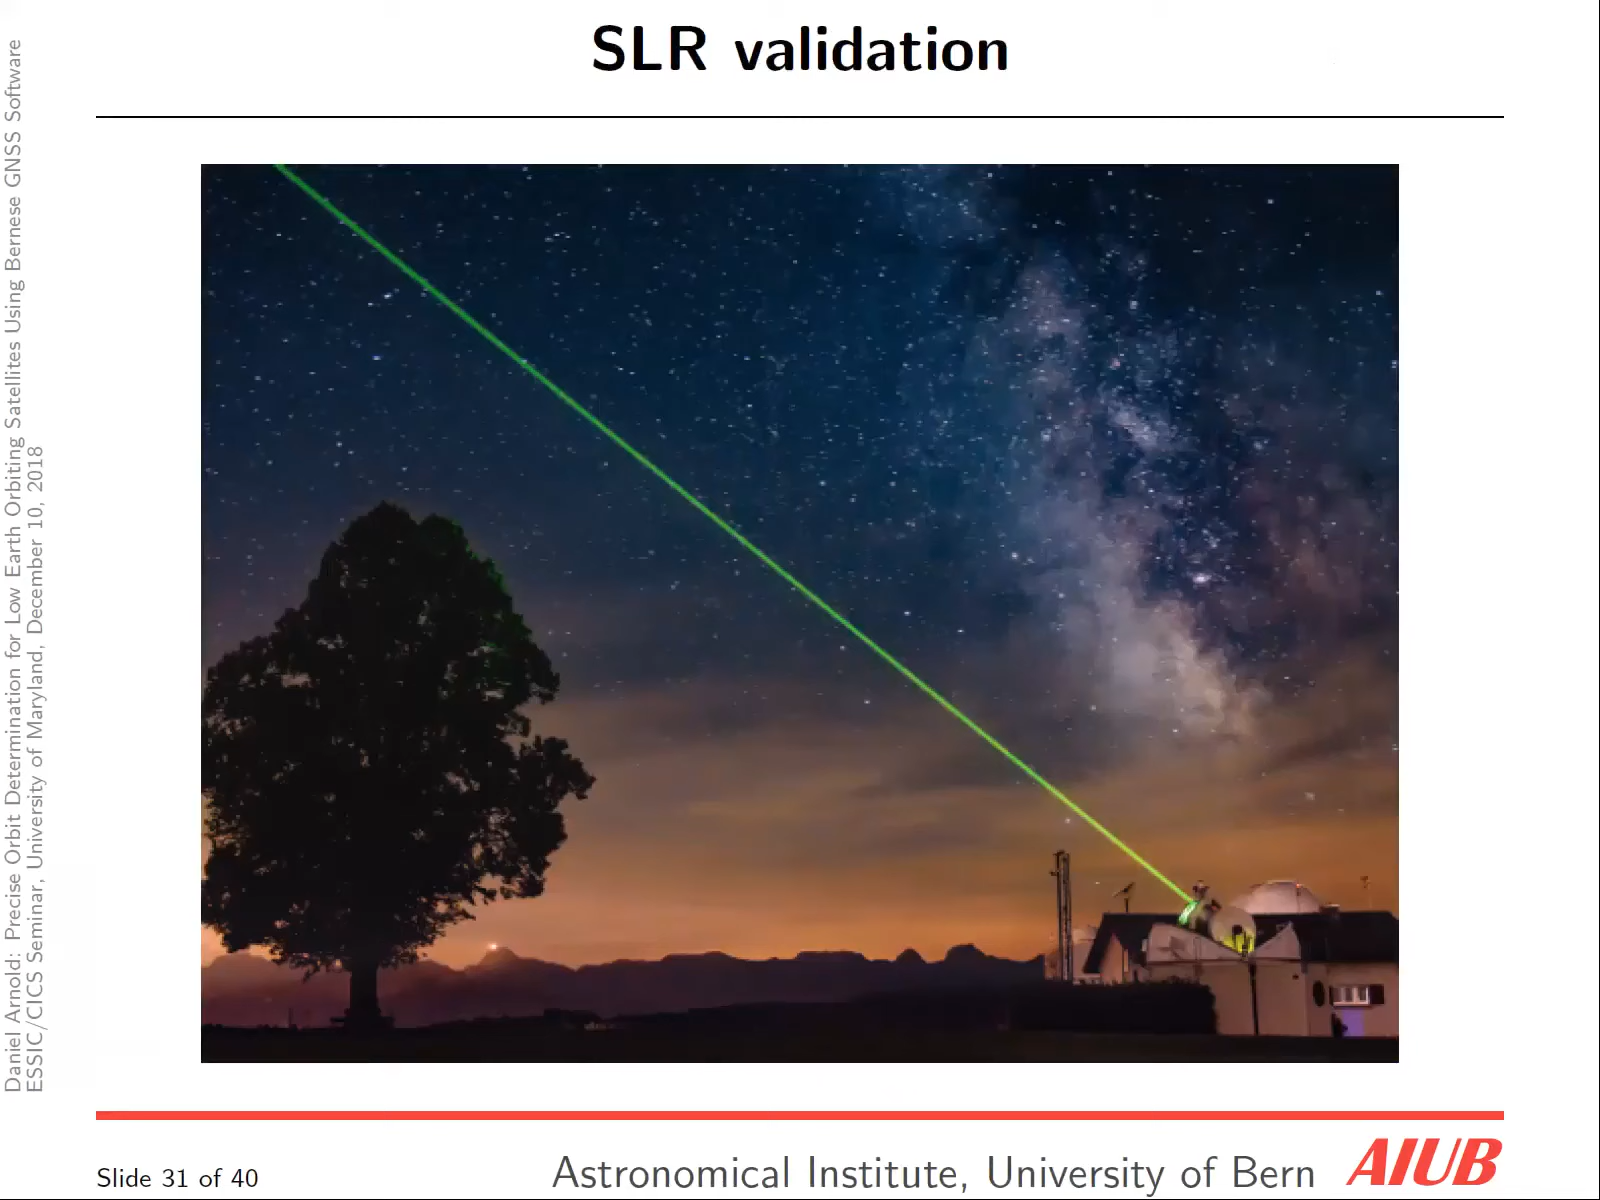 SLR validation
Daniel Arnold: Precise Orbit Determination for Low Earth Orbiting Satellites Using Bernese GNSS Software
ESSIC/CICS Seminar, University of Maryland, December 10, 2018
Slide 31 of 40
Astronomical Institute, University of Bern
AIUB